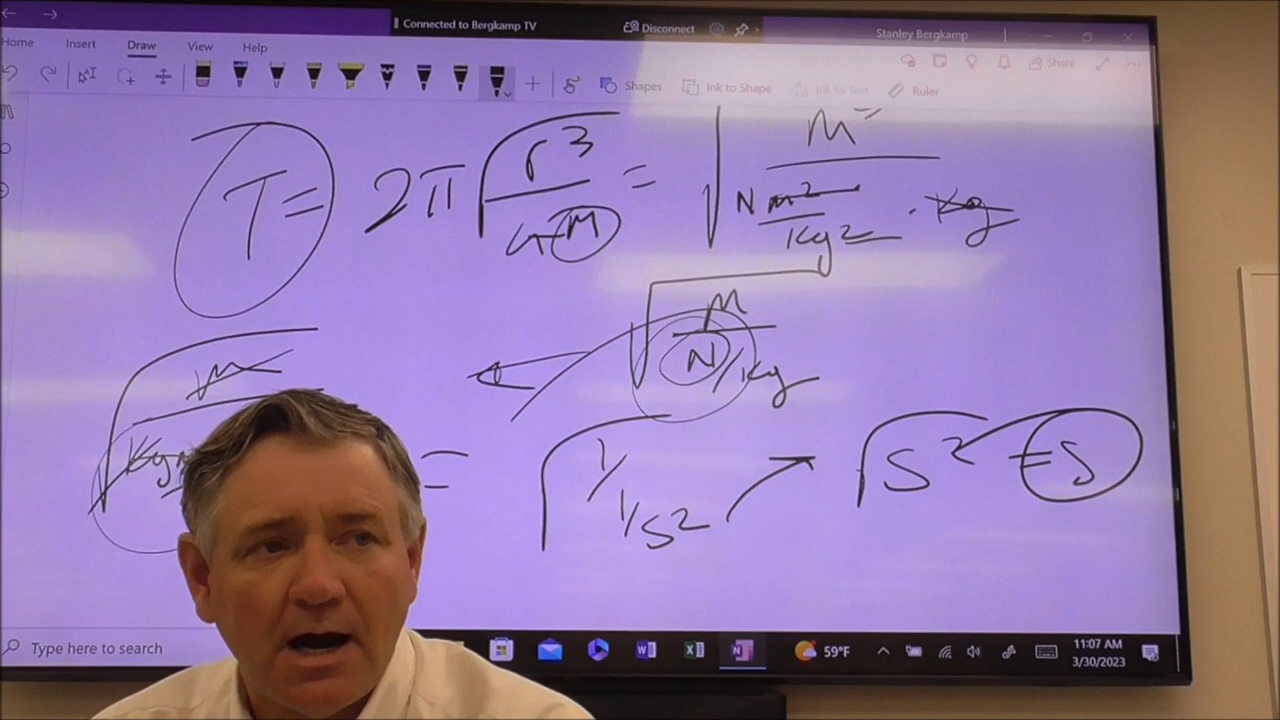 Connected to Bergkamp TV
Disconnect
Stanley Bergkamp
Home Insert Draw View Help
Share
Shapes Ink to Shape Ink to Text Ruler
T = 2π √(r³ / GM) = √(m³ / (N m²/Kg² · Kg))
√(m / (N/Kg))
√(m / Kg
= √(1 / 1/s²) → √s² = s
Type here to search
59°F
11:07 AM
3/30/2023